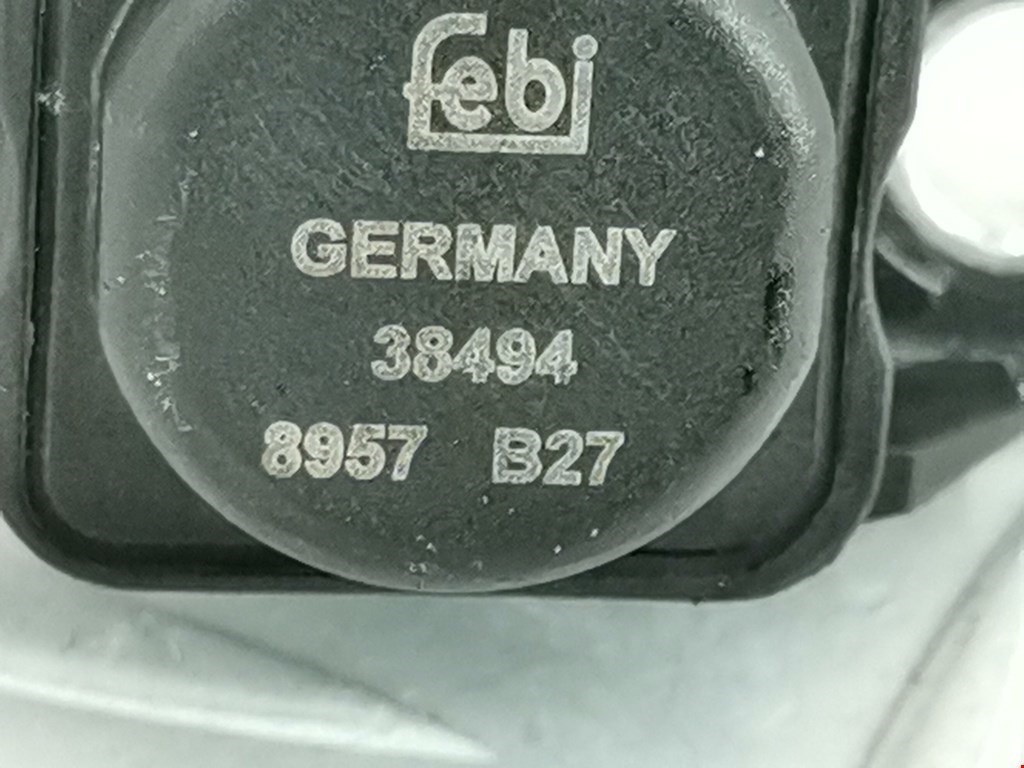 febi
GERMANY
38494
8957 B27